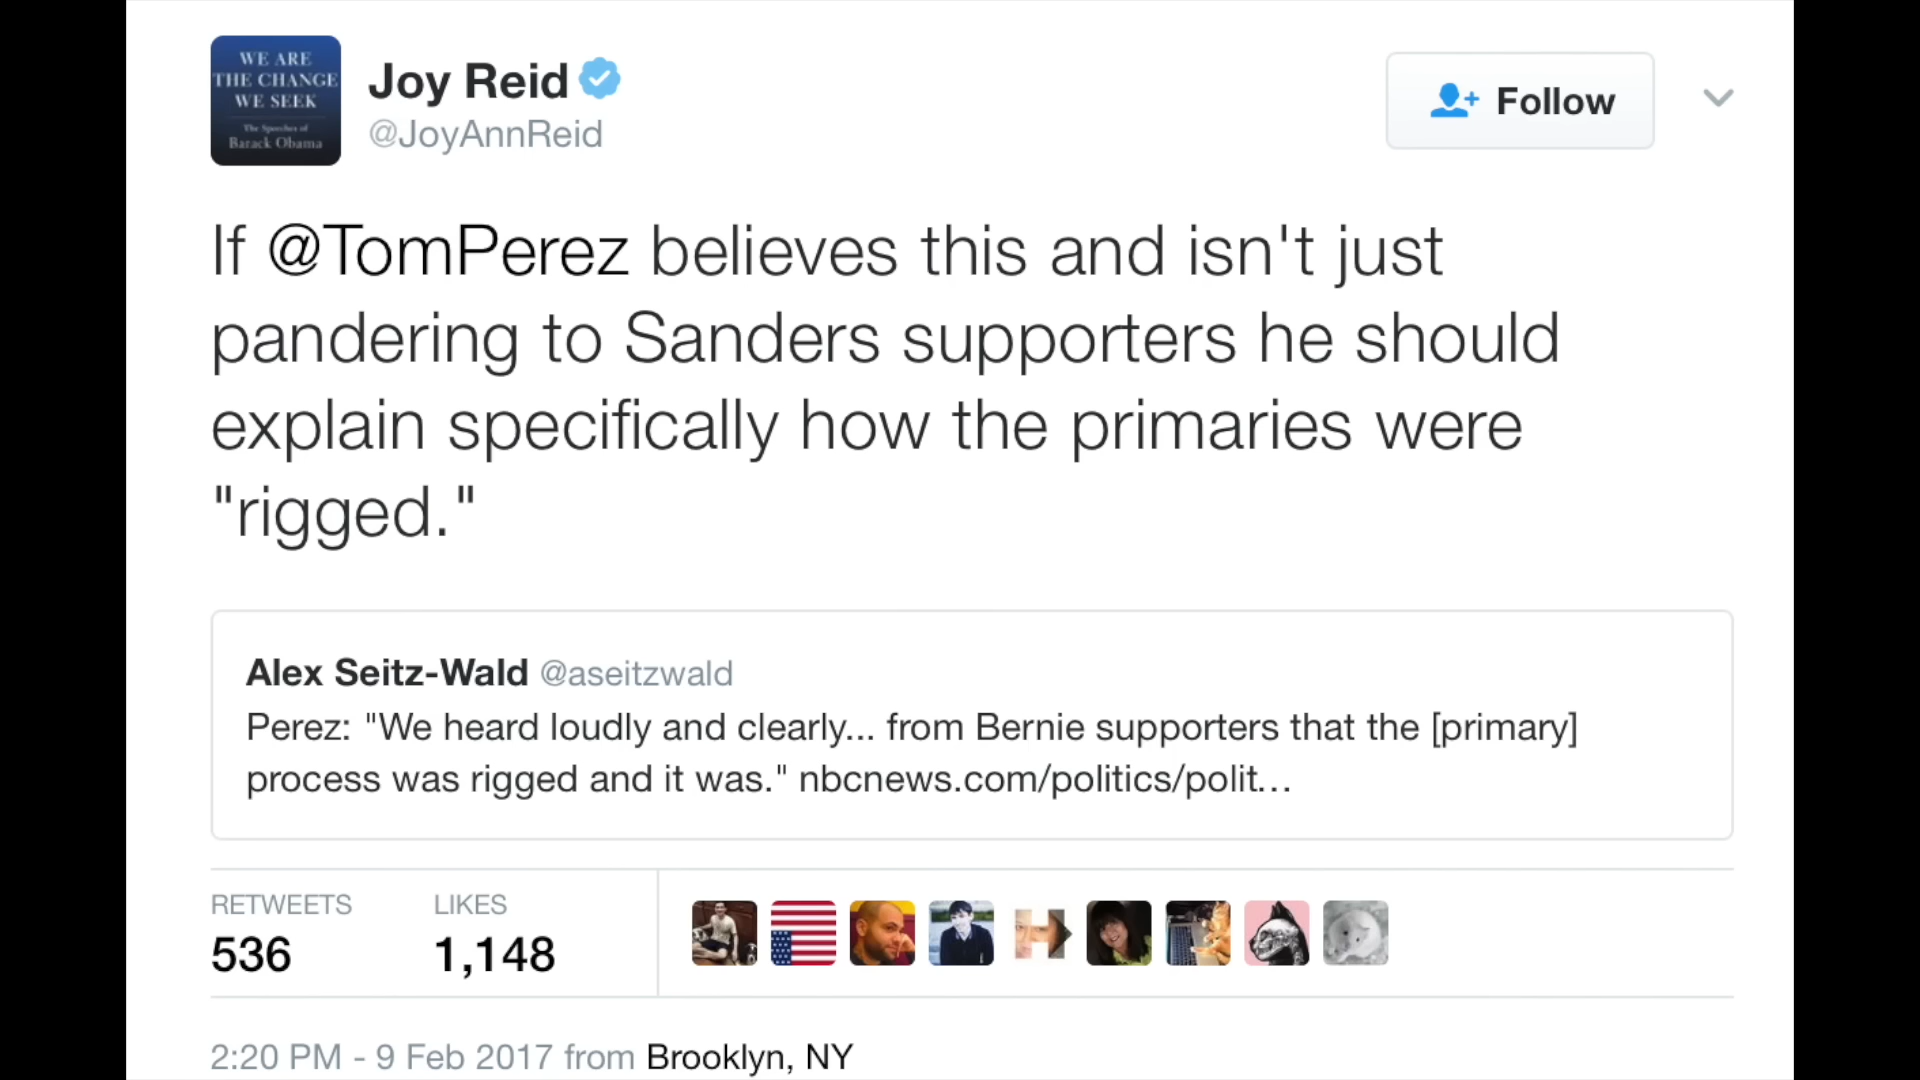 WE ARE
THE CHANGE
WE SEEK
The Speeches of
Barack Obama
Joy Reid
@JoyAnnReid
Follow
If @TomPerez believes this and isn't just
pandering to Sanders supporters he should
explain specifically how the primaries were
"rigged."
Alex Seitz-Wald @aseitzwald
Perez: "We heard loudly and clearly... from Bernie supporters that the [primary]
process was rigged and it was." nbcnews.com/politics/polit...
RETWEETS
536
LIKES
1,148
H
2:20 PM - 9 Feb 2017 from Brooklyn, NY